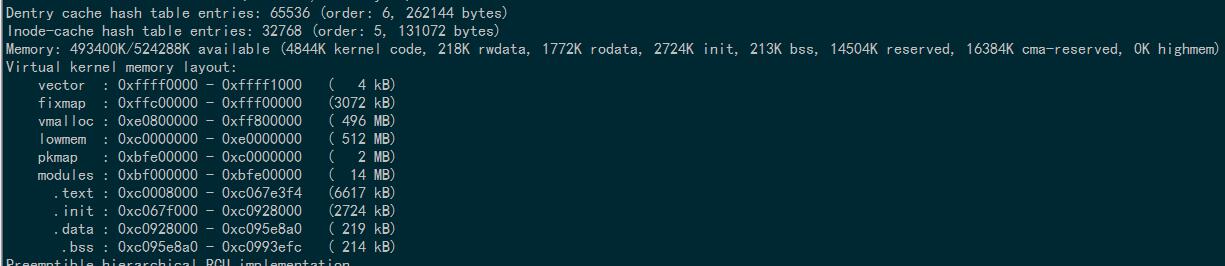 Dentry cache hash table entries: 65536 (order: 6, 262144 bytes)
Inode-cache hash table entries: 32768 (order: 5, 131072 bytes)
Memory: 493400K/524288K available (4844K kernel code, 218K rwdata, 1772K rodata, 2724K init, 213K bss, 14504K reserved, 16384K cma-reserved, 0K highmem)
Virtual kernel memory layout:
    vector  : 0xffff0000 - 0xffff1000   (   4 kB)
    fixmap  : 0xffc00000 - 0xfff00000   (3072 kB)
    vmalloc : 0xe0800000 - 0xff800000   ( 496 MB)
    lowmem  : 0xc0000000 - 0xe0000000   ( 512 MB)
    pkmap   : 0xbfe00000 - 0xc0000000   (   2 MB)
    modules : 0xbf000000 - 0xbfe00000   (  14 MB)
      .text : 0xc0008000 - 0xc067e3f4   (6617 kB)
      .init : 0xc067f000 - 0xc0928000   (2724 kB)
      .data : 0xc0928000 - 0xc095e8a0   ( 219 kB)
       .bss : 0xc095e8a0 - 0xc0993efc   ( 214 kB)
Preemptible hierarchical RCU implementation